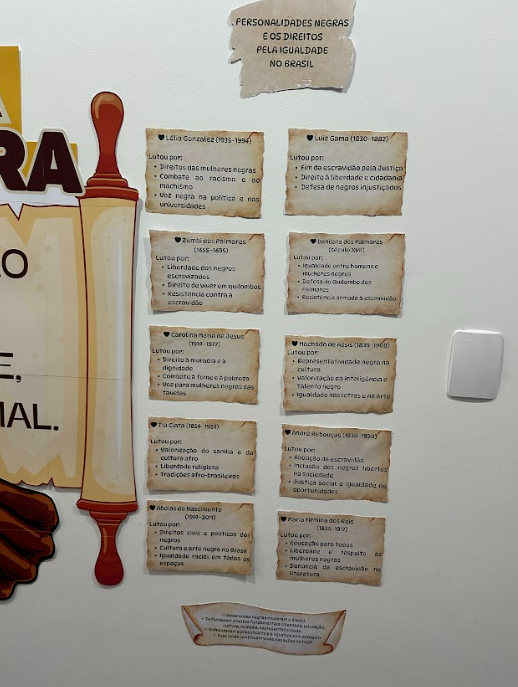 PERSONALIDADES NEGRAS
E OS DIREITOS
PELA IGUALDADE
NO BRASIL
A
RA
O
E,
MIAL.
Lélia Gonzalez (1935-1994)
Lutou por:
• Direitos das mulheres negras
• Combate ao racismo e ao
machismo
• Voz negra na política e nas
universidades
Luiz Gama (1830-1882)
Lutou por:
• Fim da escravidão pela Justiça
• Direito à liberdade e cidadania
• Defesa de negros injustiçados
Zumbi dos Palmares
(1655-1695)
Lutou por:
• Liberdade dos negros
escravizados
• Direito de viver em quilombos
• Resistência contra a
escravidão
Dandara dos Palmares
(Século XVII)
Lutou por:
• Igualdade entre homens e
mulheres negras
• Defesa do Quilombo dos
Palmares
• Resistência armada à escravidão
Carolina Maria de Jesus
(1914-1977)
Lutou por:
• Direito à moradia e à
dignidade
• Combate à fome e à pobreza
• Voz para mulheres negras das
favelas
Machado de Assis (1839-1908)
Lutou por:
• Representatividade negra na
cultura
• Valorização da inteligência e
talento negro
• Igualdade nas letras e na arte
Tia Ciata (1854-1924)
Lutou por:
• Valorização do samba e da
cultura afro
• Liberdade religiosa
• Tradições afro-brasileiras
André Rebouças (1838-1898)
Lutou por:
• Abolição da escravidão
• Inclusão dos negros libertos
na sociedade
• Justiça social e igualdade de
oportunidades
Abdias do Nascimento
(1914-2011)
Lutou por:
• Direitos civis e políticos dos
negros
• Cultura e arte negra no Brasil
• Igualdade racial em todos os
espaços
Maria Firmina dos Reis
(1825-1917)
Lutou por:
• Educação para todos
• Liberdade e respeito às
mulheres negras
• Denúncia da escravidão na
literatura